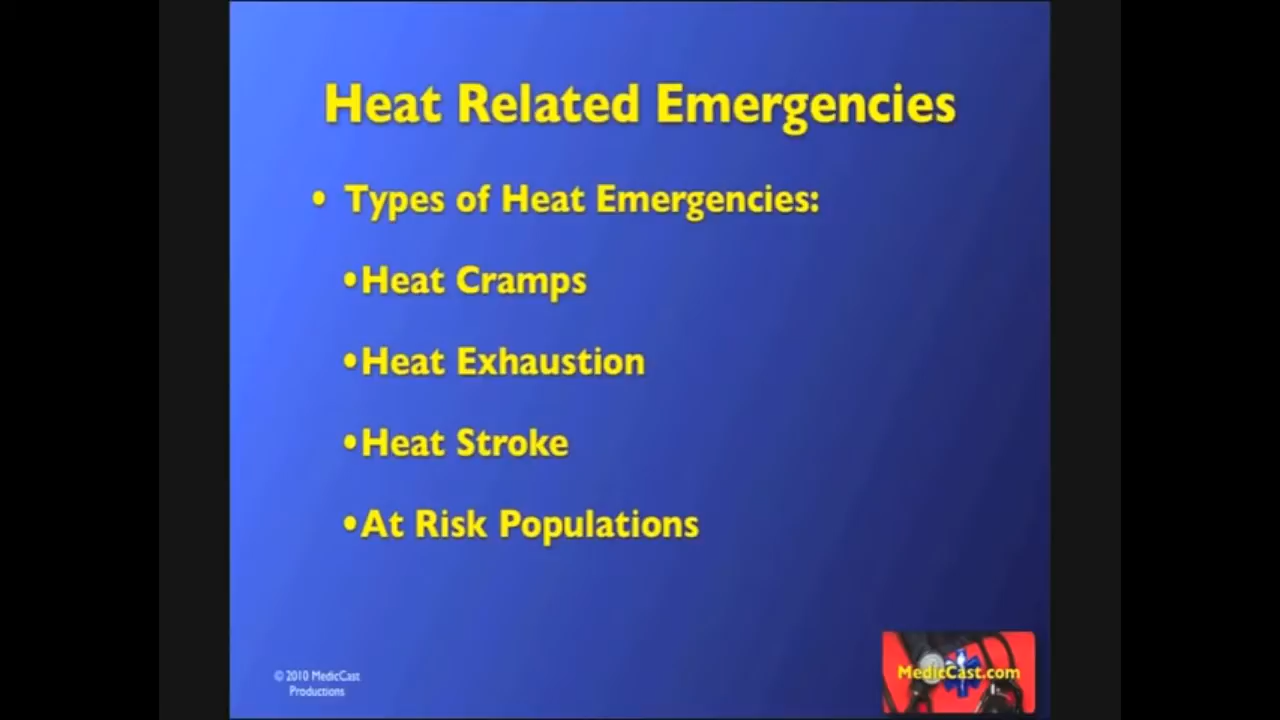 Heat Related Emergencies
• Types of Heat Emergencies:
•Heat Cramps
•Heat Exhaustion
•Heat Stroke
•At Risk Populations
© 2010 MedicCast
Productions
MedicCast.com